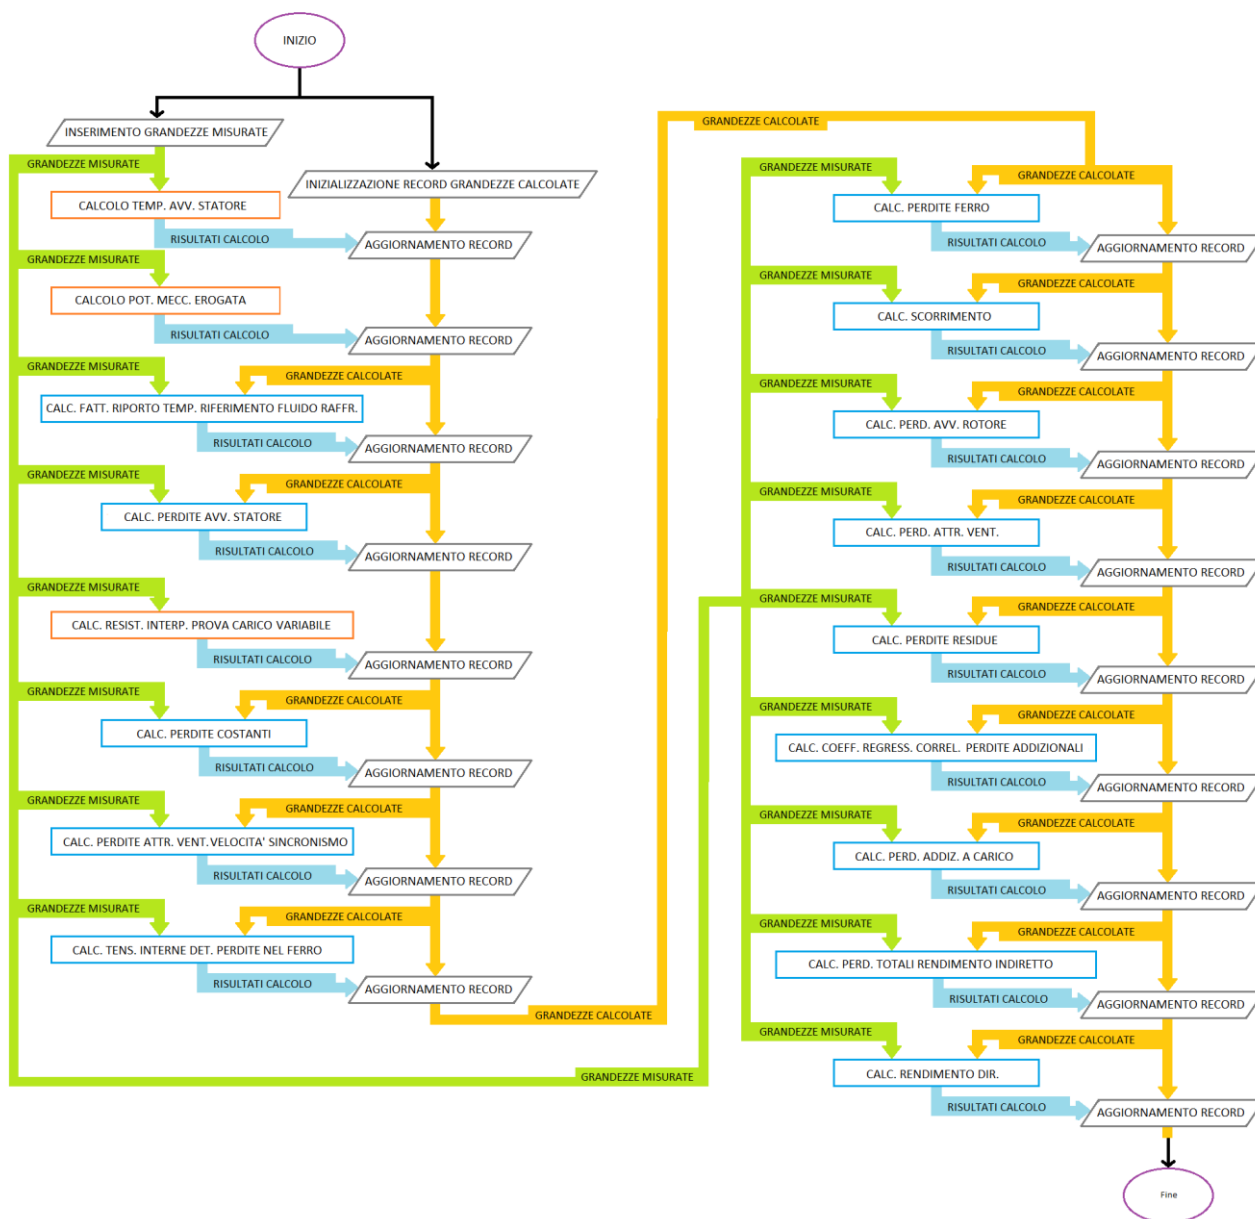 INIZIO
INSERIMENTO GRANDEZZE MISURATE
GRANDEZZE MISURATE
INIZIALIZZAZIONE RECORD GRANDEZZE CALCOLATE
CALCOLO TEMP. AVV. STATORE
RISULTATI CALCOLO
AGGIORNAMENTO RECORD
GRANDEZZE MISURATE
CALCOLO POT. MECC. EROGATA
RISULTATI CALCOLO
AGGIORNAMENTO RECORD
GRANDEZZE MISURATE
GRANDEZZE CALCOLATE
CALC. FATT. RIPORTO TEMP. RIFERIMENTO FLUIDO RAFFR.
RISULTATI CALCOLO
AGGIORNAMENTO RECORD
GRANDEZZE MISURATE
GRANDEZZE CALCOLATE
CALC. PERDITE AVV. STATORE
RISULTATI CALCOLO
AGGIORNAMENTO RECORD
GRANDEZZE MISURATE
CALC. RESIST. INTERP. PROVA CARICO VARIABILE
RISULTATI CALCOLO
AGGIORNAMENTO RECORD
GRANDEZZE MISURATE
GRANDEZZE CALCOLATE
CALC. PERDITE COSTANTI
RISULTATI CALCOLO
AGGIORNAMENTO RECORD
GRANDEZZE MISURATE
GRANDEZZE CALCOLATE
CALC. PERDITE ATTR. VENT.VELOCITA' SINCRONISMO
RISULTATI CALCOLO
AGGIORNAMENTO RECORD
GRANDEZZE MISURATE
GRANDEZZE CALCOLATE
CALC. TENS. INTERNE DET. PERDITE NEL FERRO
RISULTATI CALCOLO
AGGIORNAMENTO RECORD
GRANDEZZE CALCOLATE
GRANDEZZE MISURATE
GRANDEZZE CALCOLATE
GRANDEZZE MISURATE
GRANDEZZE CALCOLATE
CALC. PERDITE FERRO
RISULTATI CALCOLO
AGGIORNAMENTO RECORD
GRANDEZZE MISURATE
GRANDEZZE CALCOLATE
CALC. SCORRIMENTO
RISULTATI CALCOLO
AGGIORNAMENTO RECORD
GRANDEZZE MISURATE
GRANDEZZE CALCOLATE
CALC. PERD. AVV. ROTORE
RISULTATI CALCOLO
AGGIORNAMENTO RECORD
GRANDEZZE MISURATE
GRANDEZZE CALCOLATE
CALC. PERD. ATTR. VENT.
RISULTATI CALCOLO
AGGIORNAMENTO RECORD
GRANDEZZE MISURATE
GRANDEZZE CALCOLATE
CALC. PERDITE RESIDUE
RISULTATI CALCOLO
AGGIORNAMENTO RECORD
GRANDEZZE MISURATE
GRANDEZZE CALCOLATE
CALC. COEFF. REGRESS. CORREL. PERDITE ADDIZIONALI
RISULTATI CALCOLO
AGGIORNAMENTO RECORD
GRANDEZZE MISURATE
GRANDEZZE CALCOLATE
CALC. PERD. ADDIZ. A CARICO
RISULTATI CALCOLO
AGGIORNAMENTO RECORD
GRANDEZZE MISURATE
GRANDEZZE CALCOLATE
CALC. PERD. TOTALI RENDIMENTO INDIRETTO
RISULTATI CALCOLO
AGGIORNAMENTO RECORD
GRANDEZZE MISURATE
GRANDEZZE CALCOLATE
CALC. RENDIMENTO DIR.
RISULTATI CALCOLO
AGGIORNAMENTO RECORD
Fine